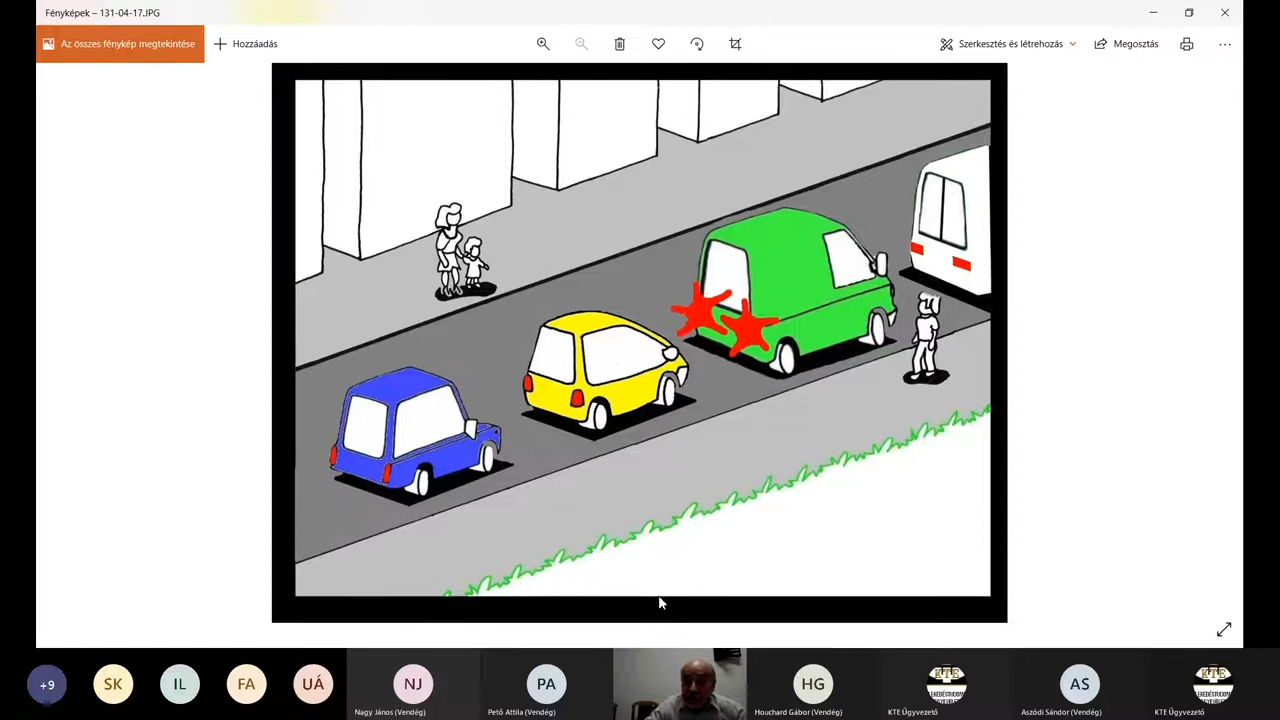 Fényképek – 131-04-17.JPG
Az összes fénykép megtekintése
Hozzáadás
Szerkesztés és létrehozás
Megosztás
+9
SK
IL
FA
UÁ
NJ
PA
HG
KTE
AS
KTE
Nagy János (Vendég)
Pető Attila (Vendég)
Houchard Gábor (Vendég)
KTE Ügyvezető
Aszódi Sándor (Vendég)
KTE Ügyvezető